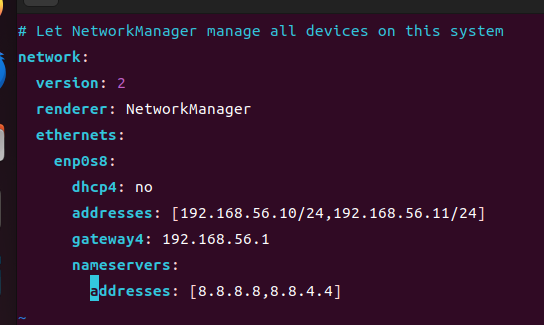 # Let NetworkManager manage all devices on this system
network:
  version: 2
  renderer: NetworkManager
  ethernets:
    enp0s8:
      dhcp4: no
      addresses: [192.168.56.10/24,192.168.56.11/24]
      gateway4: 192.168.56.1
      nameservers:
        addresses: [8.8.8.8,8.8.4.4]
~